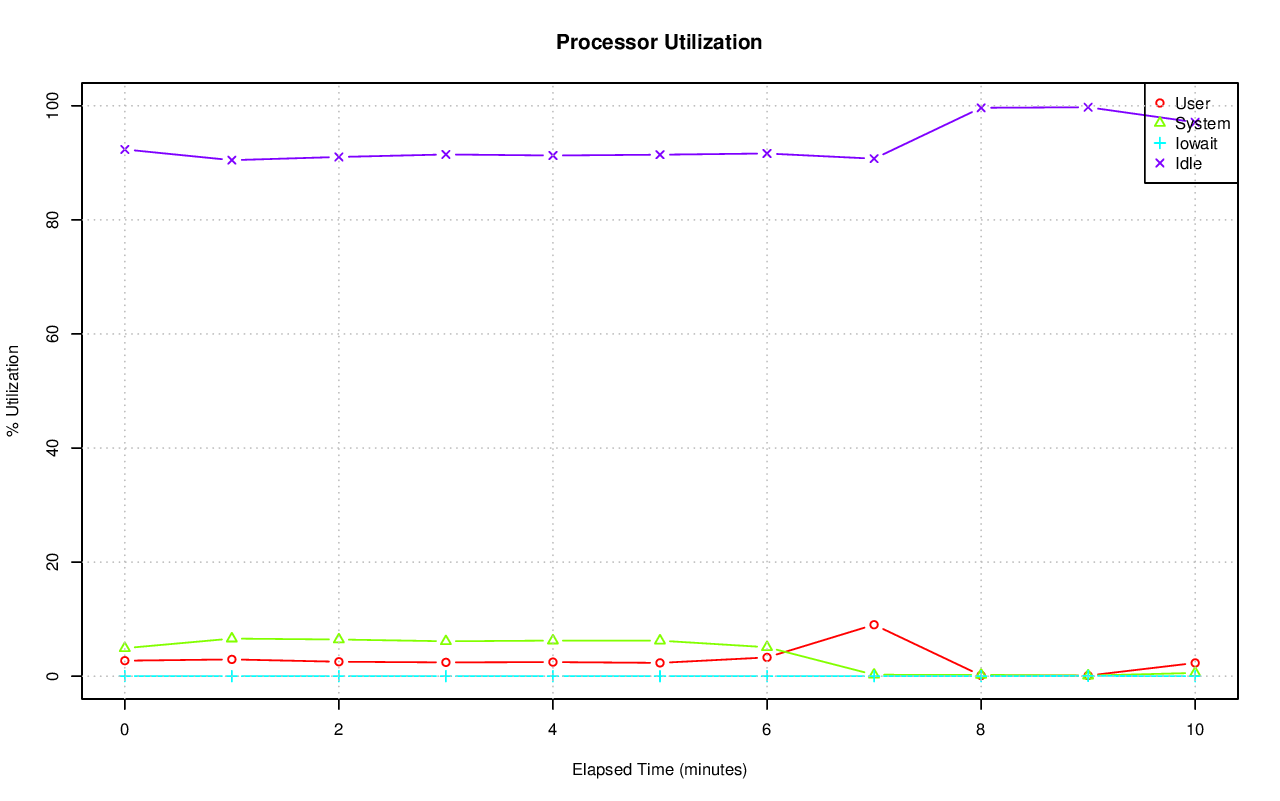 Processor Utilization
100
80
60
40
20
0
% Utilization
User
System
Iowait
Idle
0 2 4 6 8 10
Elapsed Time (minutes)